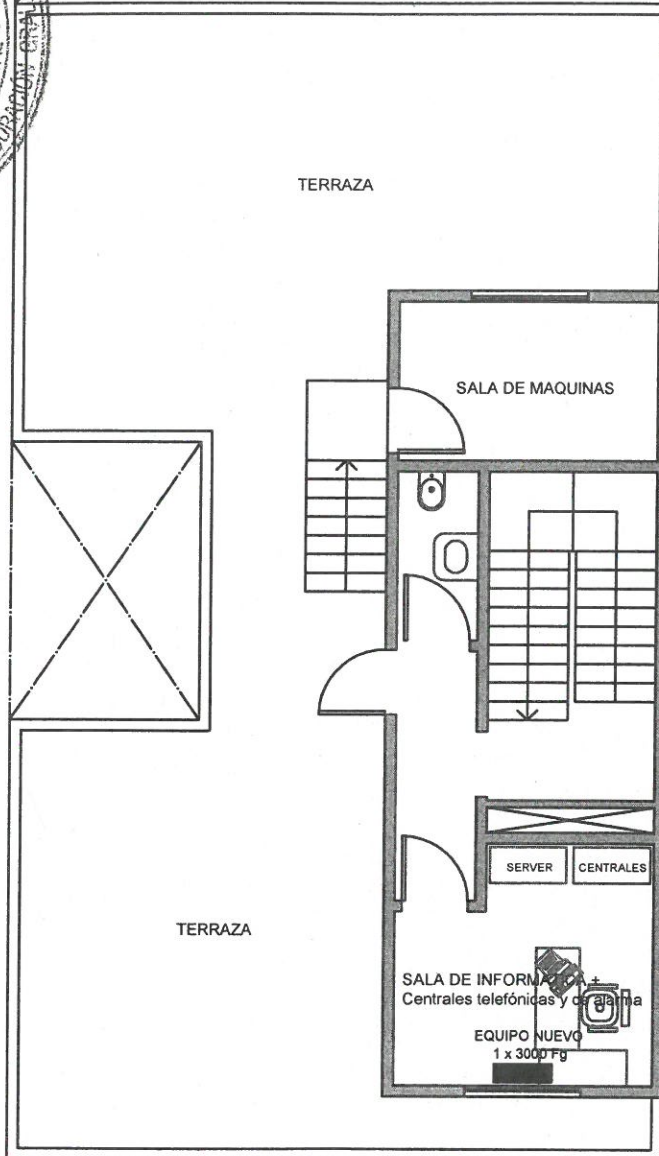 TERRAZA
SALA DE MAQUINAS
SERVER
CENTRALES
TERRAZA
SALA DE INFORMATICA +
Centrales telefónicas y de alarma
EQUIPO NUEVO
1 x 3000 Fg